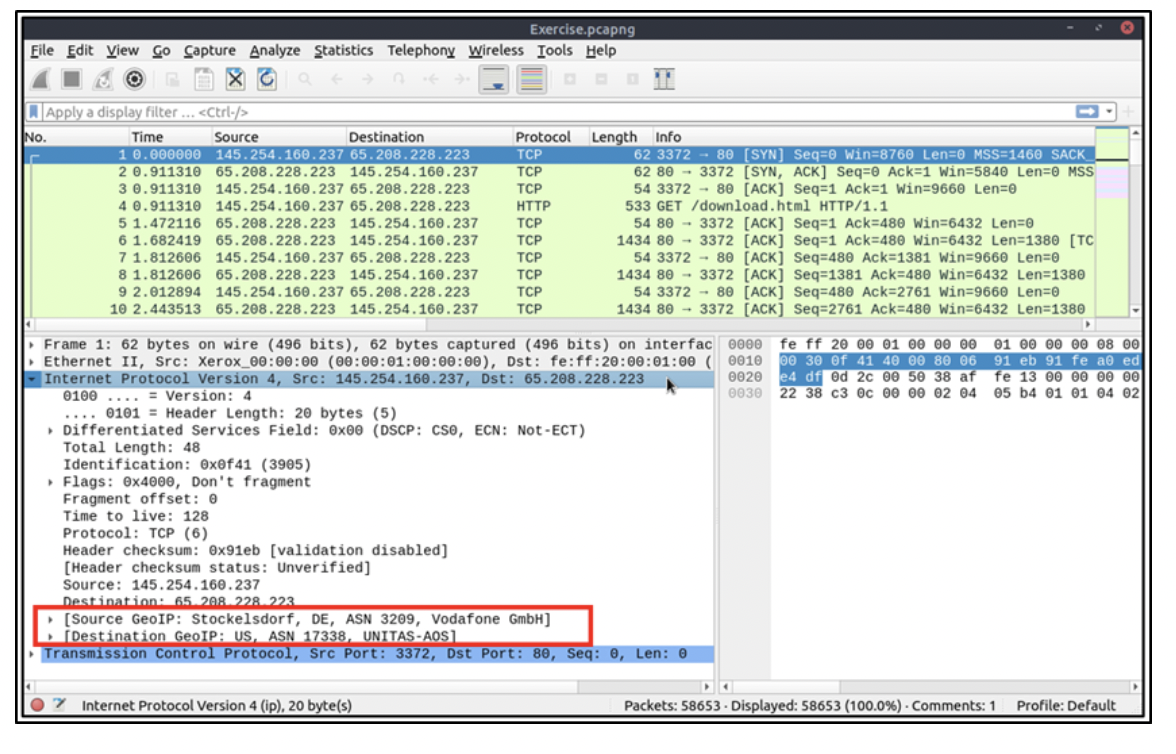 Exercise.pcapng
File Edit View Go Capture Analyze Statistics Telephony Wireless Tools Help
Apply a display filter ... <Ctrl-/>
No. Time Source Destination Protocol Length Info
1 0.000000 145.254.160.237 65.208.228.223 TCP 62 3372 → 80 [SYN] Seq=0 Win=8760 Len=0 MSS=1460 SACK_
2 0.911310 65.208.228.223 145.254.160.237 TCP 62 80 → 3372 [SYN, ACK] Seq=0 Ack=1 Win=5840 Len=0 MSS
3 0.911310 145.254.160.237 65.208.228.223 TCP 54 3372 → 80 [ACK] Seq=1 Ack=1 Win=9660 Len=0
4 0.911310 145.254.160.237 65.208.228.223 HTTP 533 GET /download.html HTTP/1.1
5 1.472116 65.208.228.223 145.254.160.237 TCP 54 80 → 3372 [ACK] Seq=1 Ack=480 Win=6432 Len=0
6 1.682419 65.208.228.223 145.254.160.237 TCP 1434 80 → 3372 [ACK] Seq=1 Ack=480 Win=6432 Len=1380 [TC
7 1.812606 145.254.160.237 65.208.228.223 TCP 54 3372 → 80 [ACK] Seq=480 Ack=1381 Win=9660 Len=0
8 1.812606 65.208.228.223 145.254.160.237 TCP 1434 80 → 3372 [ACK] Seq=1381 Ack=480 Win=6432 Len=1380
9 2.012894 145.254.160.237 65.208.228.223 TCP 54 3372 → 80 [ACK] Seq=480 Ack=2761 Win=9660 Len=0
10 2.443513 65.208.228.223 145.254.160.237 TCP 1434 80 → 3372 [ACK] Seq=2761 Ack=480 Win=6432 Len=1380
Frame 1: 62 bytes on wire (496 bits), 62 bytes captured (496 bits) on interfac
Ethernet II, Src: Xerox_00:00:00 (00:00:01:00:00:00), Dst: fe:ff:20:00:01:00 (
Internet Protocol Version 4, Src: 145.254.160.237, Dst: 65.208.228.223
0100 .... = Version: 4
.... 0101 = Header Length: 20 bytes (5)
Differentiated Services Field: 0x00 (DSCP: CS0, ECN: Not-ECT)
Total Length: 48
Identification: 0x0f41 (3905)
Flags: 0x4000, Don't fragment
Fragment offset: 0
Time to live: 128
Protocol: TCP (6)
Header checksum: 0x91eb [validation disabled]
[Header checksum status: Unverified]
Source: 145.254.160.237
Destination: 65.208.228.223
[Source GeoIP: Stockelsdorf, DE, ASN 3209, Vodafone GmbH]
[Destination GeoIP: US, ASN 17338, UNITAS-AOS]
Transmission Control Protocol, Src Port: 3372, Dst Port: 80, Seq: 0, Len: 0
0000 fe ff 20 00 01 00 00 00 01 00 00 00 08 00
0010 00 30 0f 41 40 00 80 06 91 eb 91 fe a0 ed
0020 e4 df 0d 2c 00 50 38 af fe 13 00 00 00 00
0030 22 38 c3 0c 00 00 02 04 05 b4 01 01 04 02
Internet Protocol Version 4 (ip), 20 byte(s)
Packets: 58653 · Displayed: 58653 (100.0%) · Comments: 1
Profile: Default